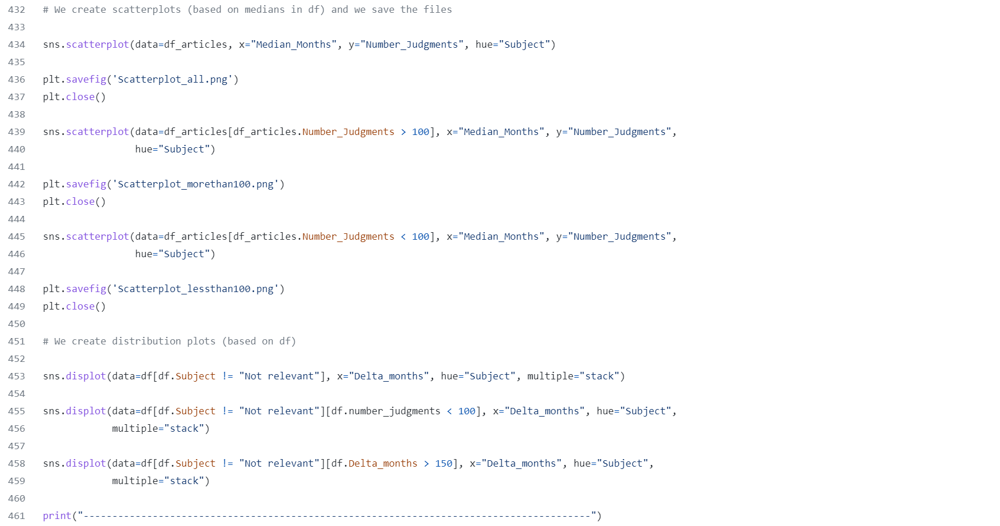 432 # We create scatterplots (based on medians in df) and we save the files
433
434 sns.scatterplot(data=df_articles, x="Median_Months", y="Number_Judgments", hue="Subject")
435
436 plt.savefig('Scatterplot_all.png')
437 plt.close()
438
439 sns.scatterplot(data=df_articles[df_articles.Number_Judgments > 100], x="Median_Months", y="Number_Judgments",
440                 hue="Subject")
441
442 plt.savefig('Scatterplot_morethan100.png')
443 plt.close()
444
445 sns.scatterplot(data=df_articles[df_articles.Number_Judgments < 100], x="Median_Months", y="Number_Judgments",
446                 hue="Subject")
447
448 plt.savefig('Scatterplot_lessthan100.png')
449 plt.close()
450
451 # We create distribution plots (based on df)
452
453 sns.displot(data=df[df.Subject != "Not relevant"], x="Delta_months", hue="Subject", multiple="stack")
454
455 sns.displot(data=df[df.Subject != "Not relevant"][df.number_judgments < 100], x="Delta_months", hue="Subject",
456             multiple="stack")
457
458 sns.displot(data=df[df.Subject != "Not relevant"][df.Delta_months > 150], x="Delta_months", hue="Subject",
459             multiple="stack")
460
461 print("----------------------------------------------------------------------------------------")